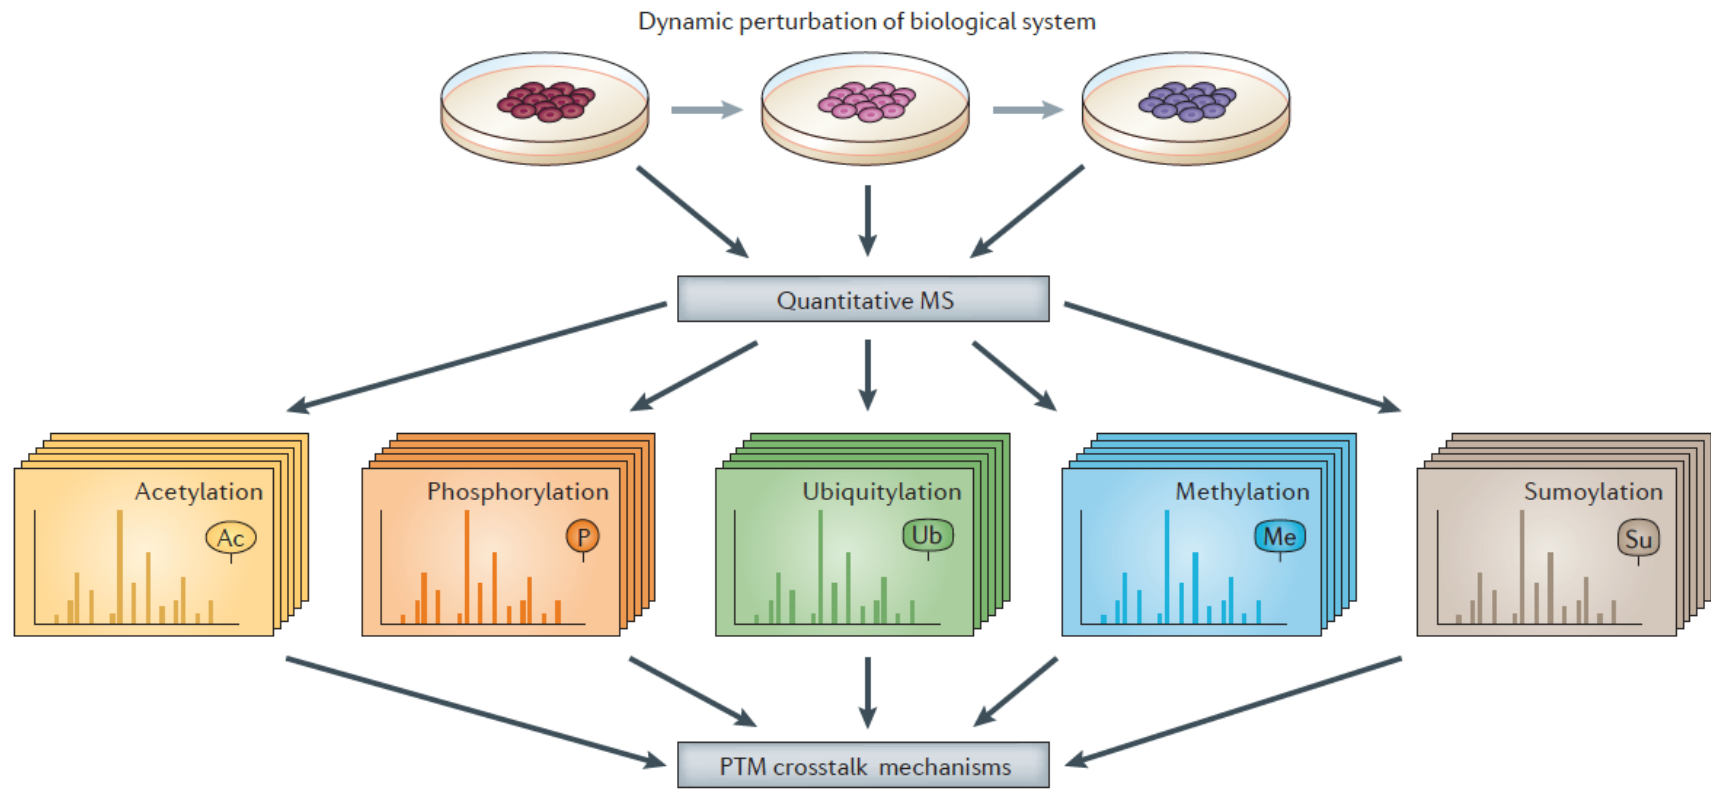 Dynamic perturbation of biological system
Quantitative MS
Acetylation
Ac
Phosphorylation
P
Ubiquitylation
Ub
Methylation
Me
Sumoylation
Su
PTM crosstalk mechanisms